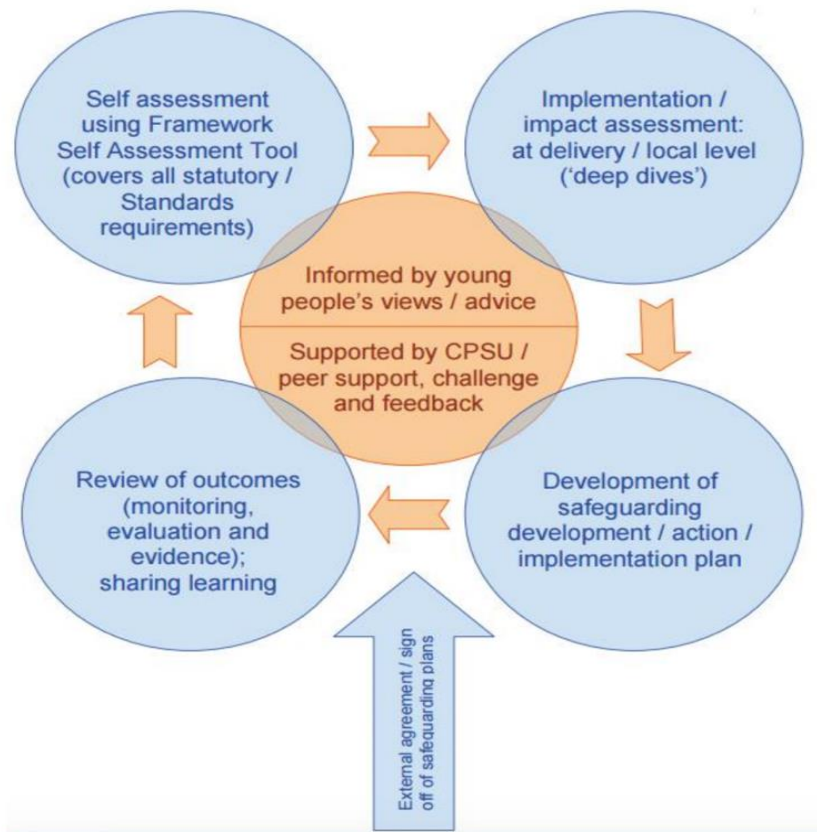 Self assessment
using Framework
Self Assessment Tool
(covers all statutory /
Standards
requirements)
Implementation /
impact assessment:
at delivery / local level
(‘deep dives’)
Informed by young
people’s views / advice
Supported by CPSU /
peer support, challenge
and feedback
Review of outcomes
(monitoring,
evaluation and
evidence);
sharing learning
Development of
safeguarding
development / action /
implementation plan
External agreement / sign
off of safeguarding plans